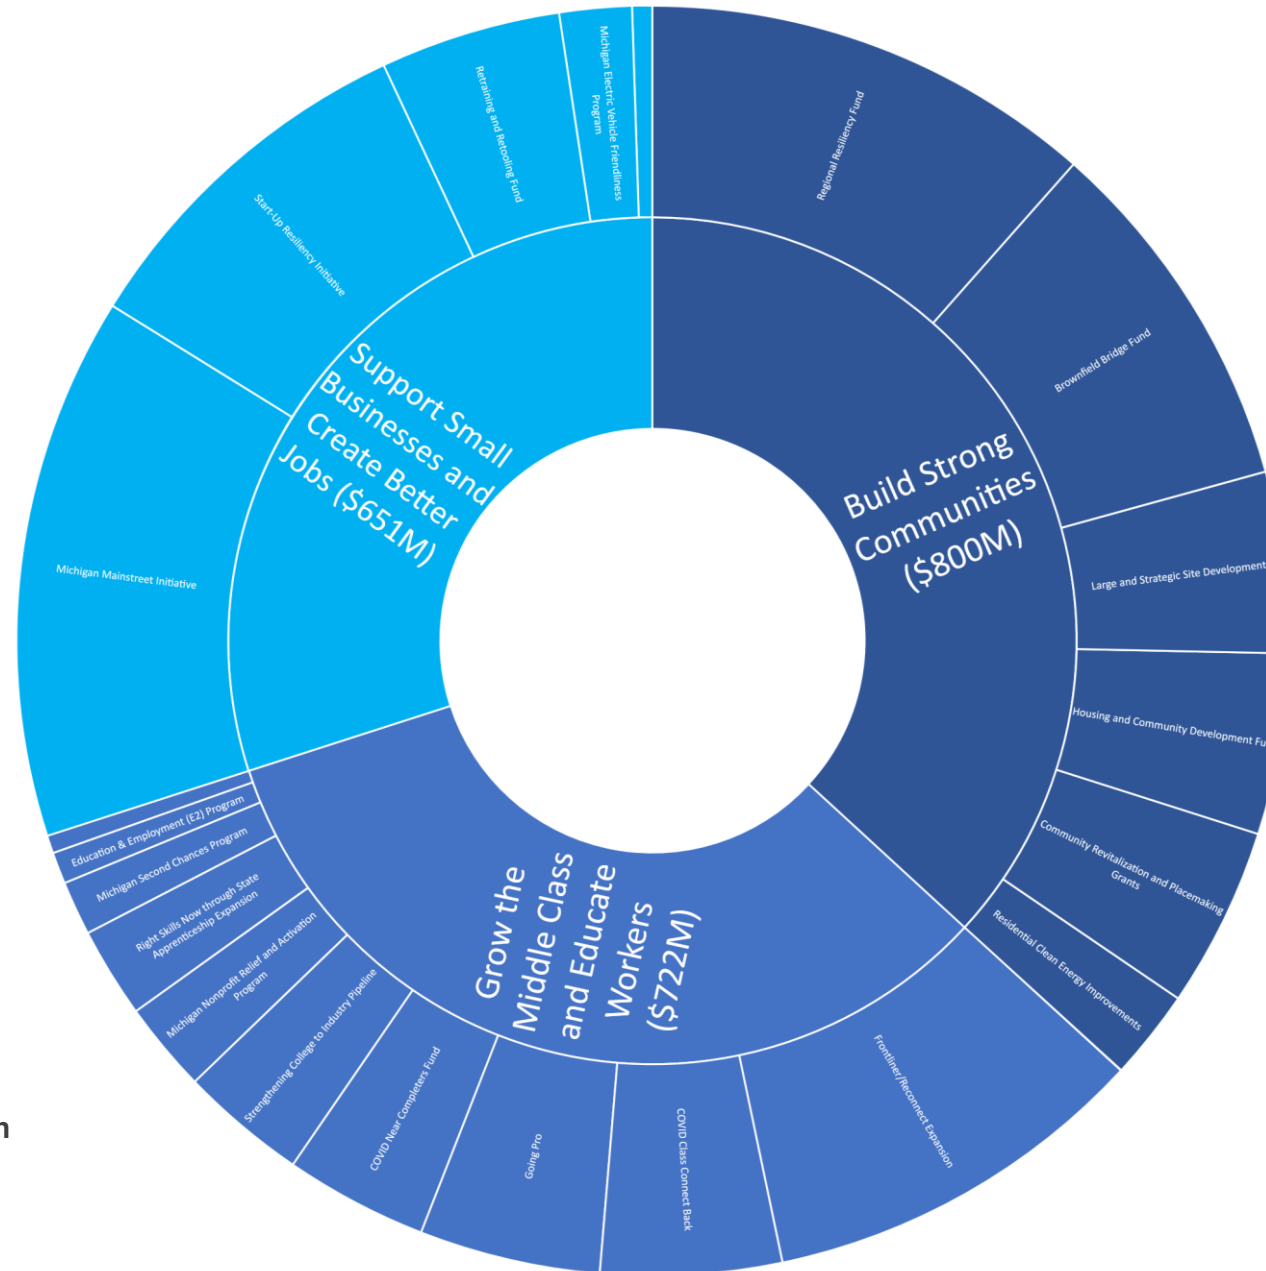 Regional Resiliency Fund
Brownfield Bridge Fund
Large and Strategic Site Development
Housing and Community Development Fu
Community Revitalization and Placemaking
Grants
Residential Clean Energy Improvements
Build Strong
Communities
($800M)
Frontliner/Reconnect Expansion
COVID Class Connect Back
Going Pro
COVID Near Completers Fund
Strengthening College to Industry Pipeline
Michigan Nonprofit Relief and Activation
Program
Right Skills Now through State
Apprenticeship Expansion
Michigan Second Chances Program
Education & Employment (E2) Program
Grow the
Middle Class
and Educate
Workers
($722M)
Michigan Mainstreet Initiative
Start-Up Resiliency Initiative
Retraining and Retooling Fund
Michigan Electric Vehicle Friendliness
Program
Support Small
Businesses and
Create Better
Jobs ($651M)